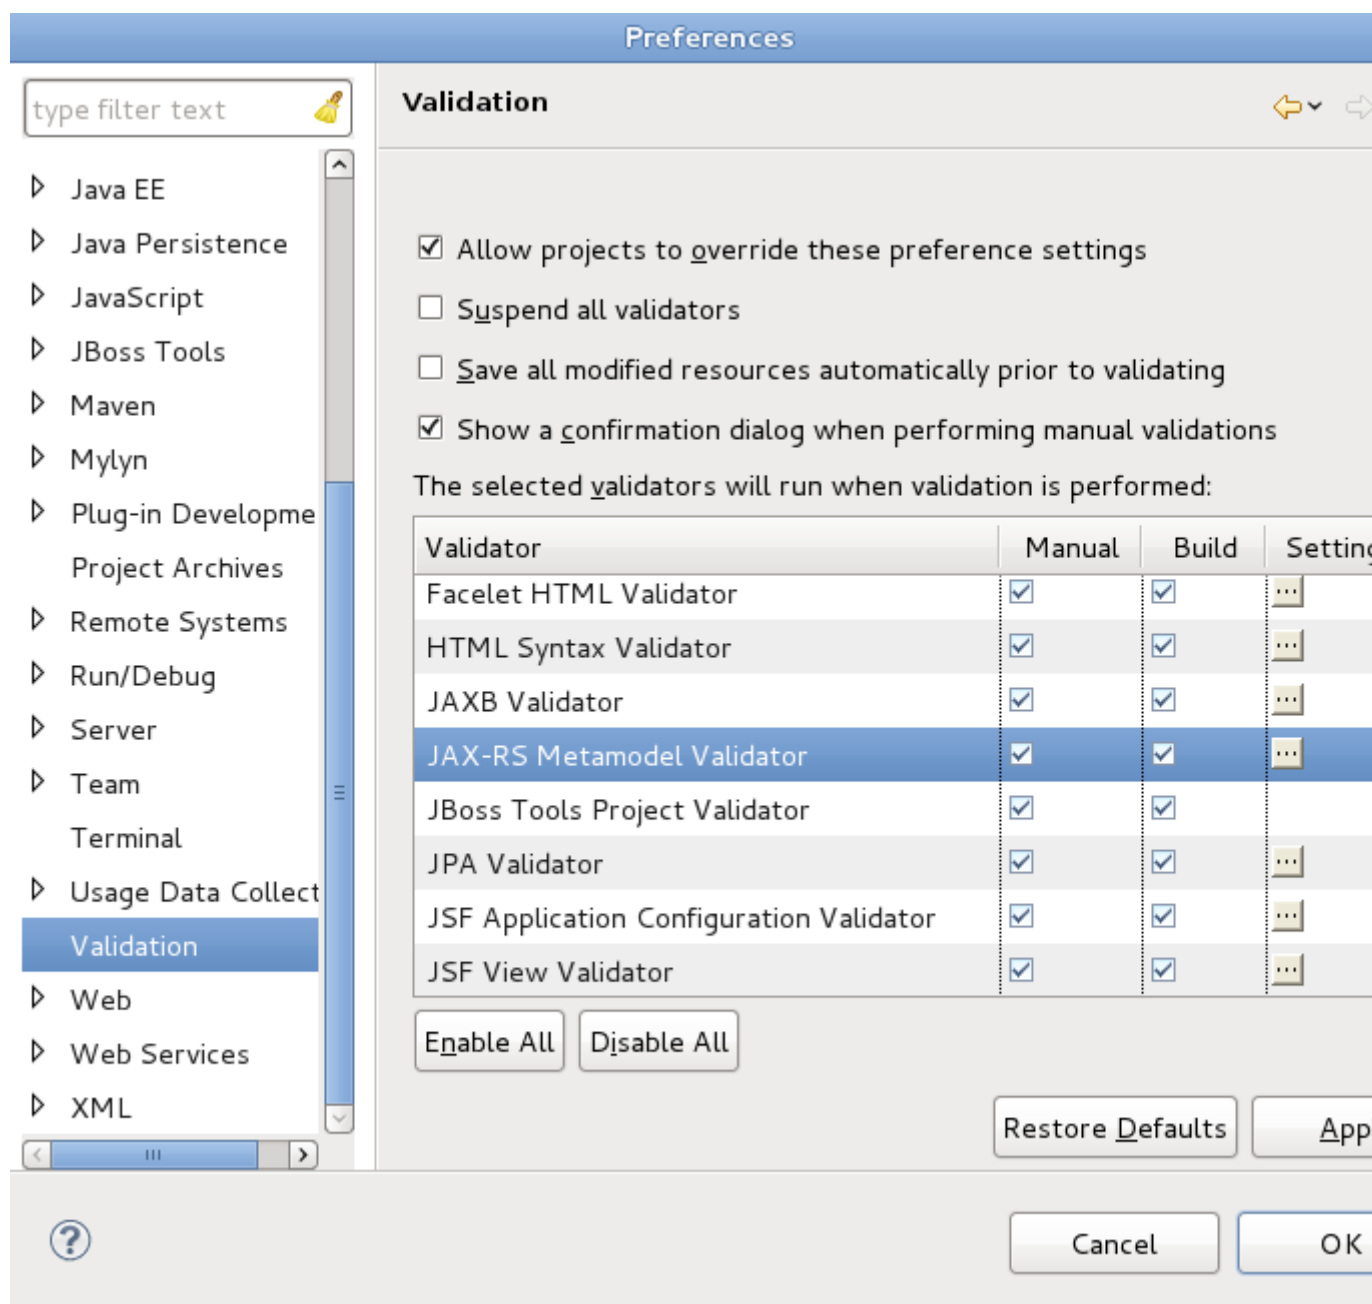 Preferences
type filter text
Java EE
Java Persistence
JavaScript
JBoss Tools
Maven
Mylyn
Plug-in Developme
Project Archives
Remote Systems
Run/Debug
Server
Team
Terminal
Usage Data Collect
Validation
Web
Web Services
XML
Validation
Allow projects to override these preference settings
Suspend all validators
Save all modified resources automatically prior to validating
Show a confirmation dialog when performing manual validations
The selected validators will run when validation is performed:
Validator Manual Build Setting
Facelet HTML Validator
HTML Syntax Validator
JAXB Validator
JAX-RS Metamodel Validator
JBoss Tools Project Validator
JPA Validator
JSF Application Configuration Validator
JSF View Validator
Enable All Disable All
Restore Defaults App
Cancel OK